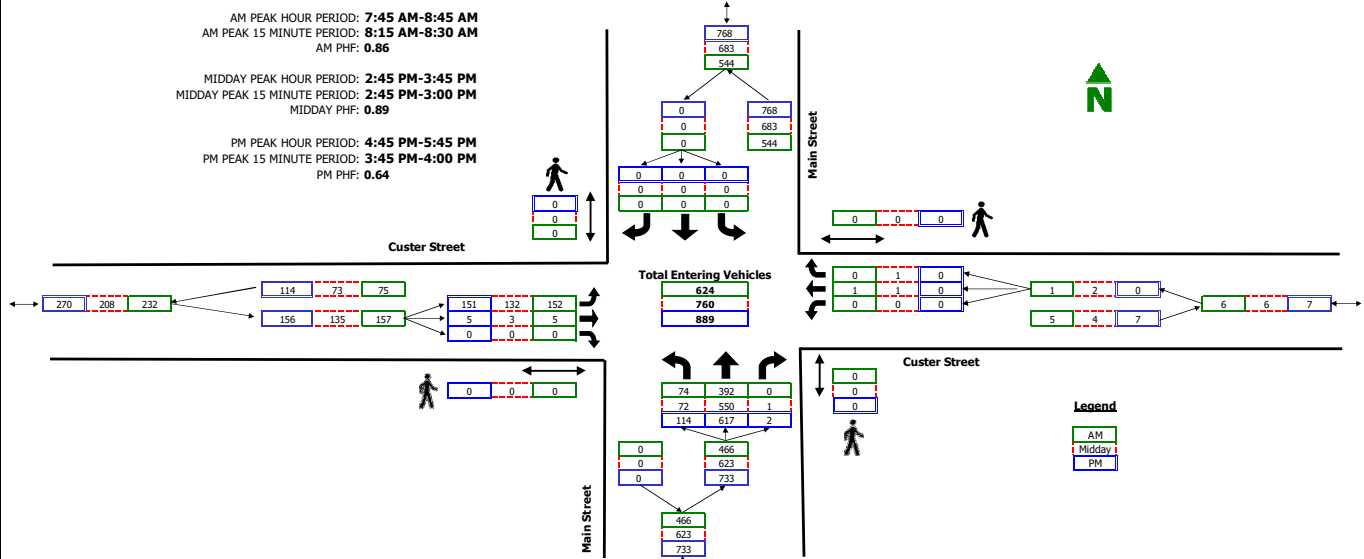 AM PEAK HOUR PERIOD: 7:45 AM-8:45 AM
AM PEAK 15 MINUTE PERIOD: 8:15 AM-8:30 AM
AM PHF: 0.86
MIDDAY PEAK HOUR PERIOD: 2:45 PM-3:45 PM
MIDDAY PEAK 15 MINUTE PERIOD: 2:45 PM-3:00 PM
MIDDAY PHF: 0.89
PM PEAK HOUR PERIOD: 4:45 PM-5:45 PM
PM PEAK 15 MINUTE PERIOD: 3:45 PM-4:00 PM
PM PHF: 0.64
768
683
544
0
0
0
768
683
544
0 0 0
0 0 0
0 0 0
Main Street
N
0
0
0
0 0 0
Custer Street
270 208 232
114 73 75
156 135 157
151 132 152
5 3 5
0 0 0
Total Entering Vehicles
624
760
889
0 1 0
1 1 0
0 0 0
1 2 0
5 4 7
6 6 7
Custer Street
0 0 0
74 392 0
72 550 1
114 617 2
0
0
0
0
0
0
466
623
733
466
623
733
Main Street
Legend
AM
Midday
PM